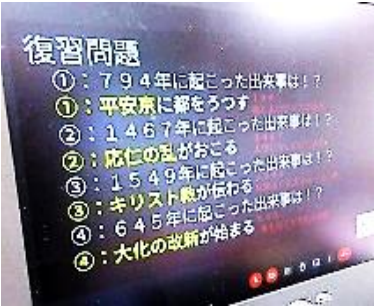 復習問題
①:794年に起こった出来事は!?
①:平安京に都をうつす
②:1467年に起こった出来事は!?
②:応仁の乱がおこる
③:1549年に起こった出来事は!?
③:キリスト教が伝わる
④:645年に起こった出来事は!?
④:大化の改新が始まる